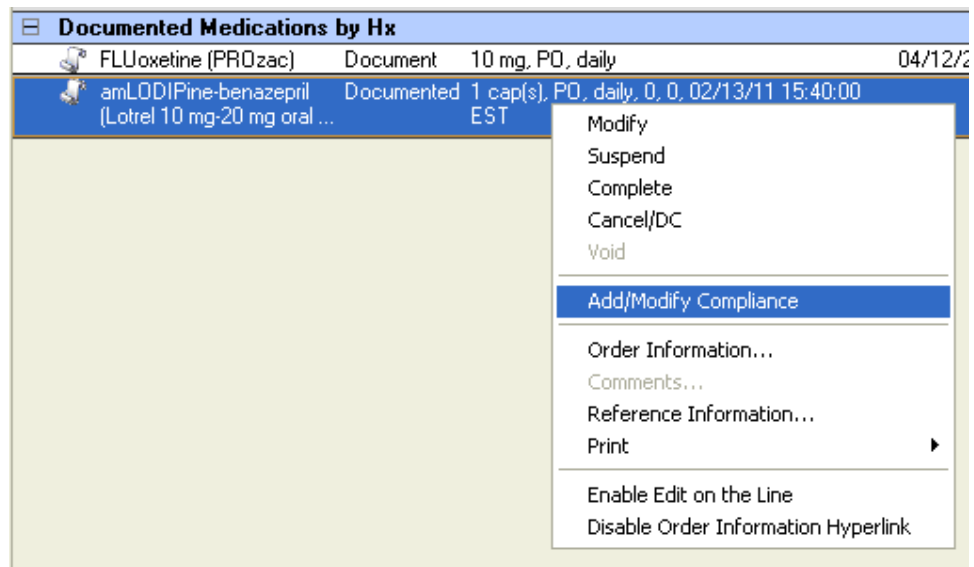 Documented Medications by Hx
FLUoxetine (PROzac) Document 10 mg, PO, daily 04/12/2
amLODIPine-benazepril Documented 1 cap(s), PO, daily, 0, 0, 02/13/11 15:40:00
(Lotrel 10 mg-20 mg oral ... EST
Modify
Suspend
Complete
Cancel/DC
Void
Add/Modify Compliance
Order Information...
Comments...
Reference Information...
Print
Enable Edit on the Line
Disable Order Information Hyperlink